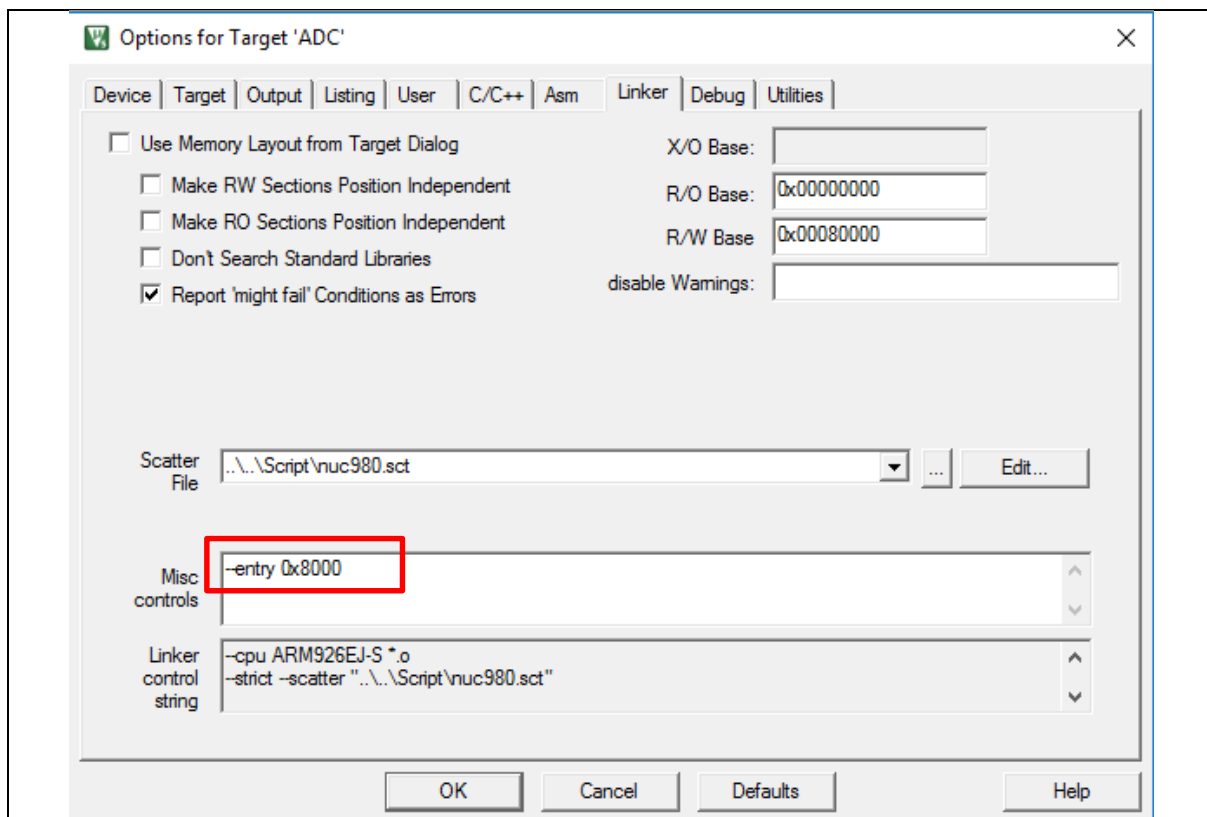 Options for Target 'ADC'
Device Target Output Listing User C/C++ Asm Linker Debug Utilities
Use Memory Layout from Target Dialog
Make RW Sections Position Independent
Make RO Sections Position Independent
Don't Search Standard Libraries
Report 'might fail' Conditions as Errors
X/O Base:
R/O Base: 0x00000000
R/W Base 0x00080000
disable Warnings:
Scatter
File
..\..\Script\nuc980.sct
...
Edit...
Misc
controls
--entry 0x8000
Linker
control
string
--cpu ARM926EJ-S *.o
--strict --scatter "..\..\Script\nuc980.sct"
OK Cancel Defaults Help